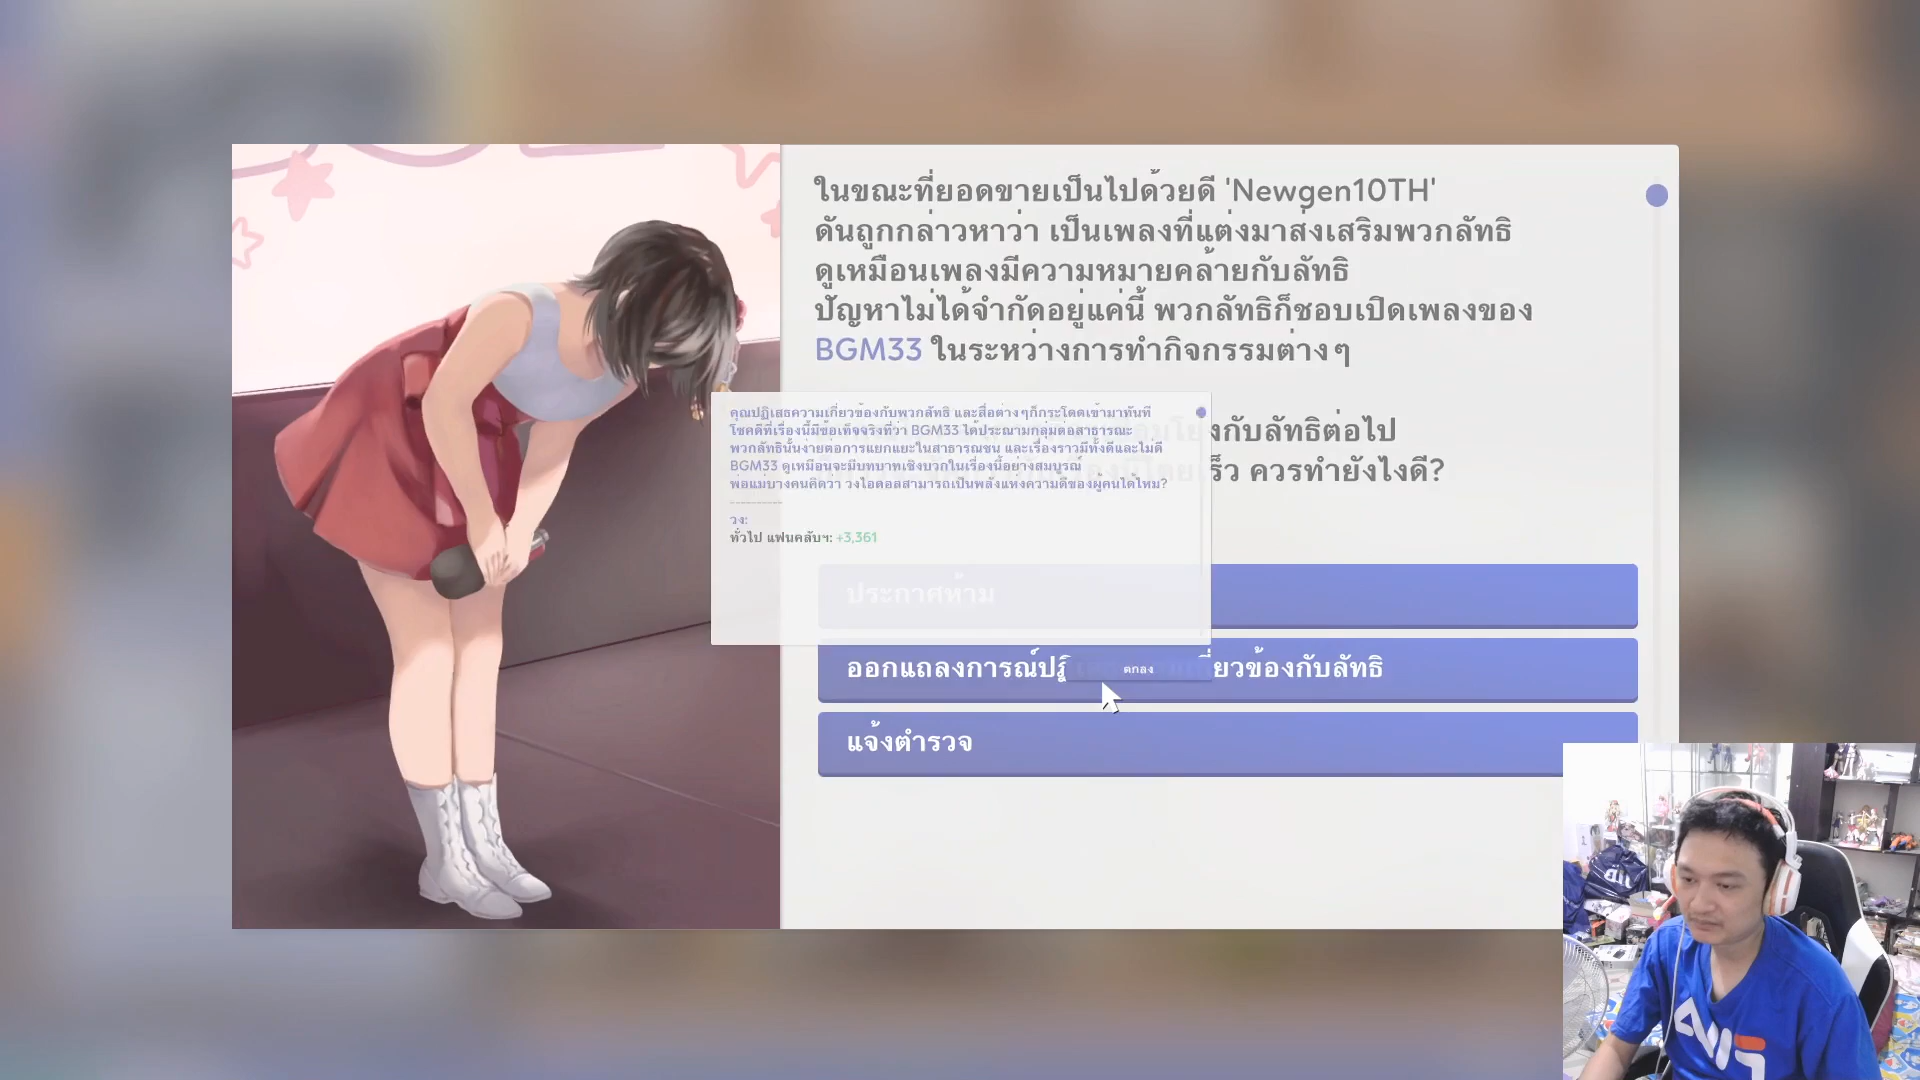 ในขณะที่ยอดขายเป็นไปด้วยดี 'Newgen10TH'
ดันถูกกล่าวหาว่า เป็นเพลงที่แต่งมาส่งเสริมพวกลัทธิ
ดูเหมือนเพลงมีความหมายคล้ายกับลัทธิ
ปัญหาไม่ได้จำกัดอยู่แค่นี้ พวกลัทธิก็ชอบเปิดเพลงของ
BGM33 ในระหว่างการทำกิจกรรมต่างๆ
กับลัทธิต่อไป
ควรทำยังไงดี?
คุณปฏิเสธความเกี่ยวข้องกับพวกลัทธิ และสื่อต่างๆก็กระโดดเข้ามาทันที
โชคดีที่เรื่องนี้มีข้อเท็จจริงที่ว่า BGM33 ได้ประณามกลุ่มต่อสาธารณะ
พวกลัทธินั้นง่ายต่อการแยกแยะในสาธารณชน และเรื่องราวมีทั้งดีและไม่ดี
BGM33 ดูเหมือนจะมีบทบาทเชิงบวกในเรื่องนี้อย่างสมบูรณ์
พ่อแม่บางคนคิดว่า วงไอดอลสามารถเป็นพลังแห่งความดีของผู้คนได้ไหม?
----------
วง:
ทั่วไป แฟนคลับฯ: +3,361
ประกาศห้าม
ออกแถลงการณ์ปฏิ ยวข้องกับลัทธิ
ตกลง
แจ้งตำรวจ